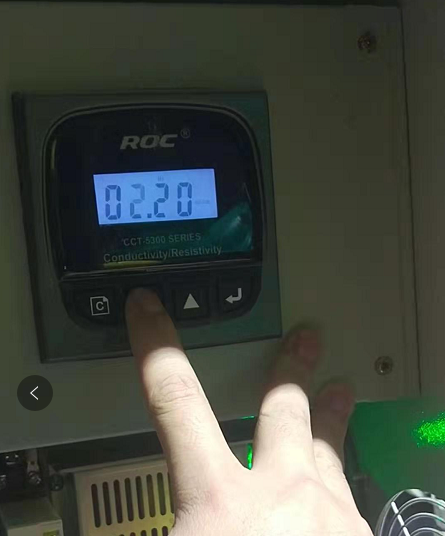 ROC®
02.20
CCT-5300 SERIES
Conductivity/Resistivity
C